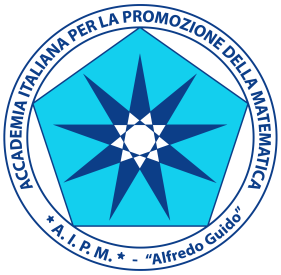 ACCADEMIA ITALIANA PER LA PROMOZIONE DELLA MATEMATICA
* A. I. P. M. * - "Alfredo Guido"